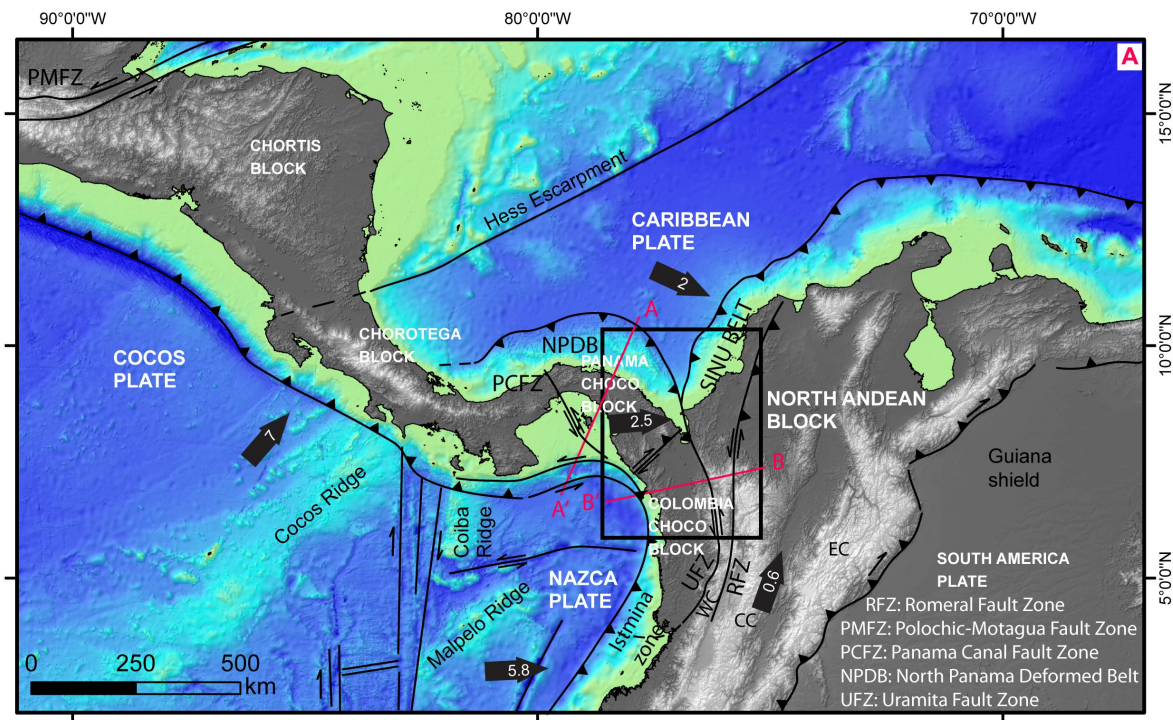 90°0'0"W
80°0'0"W
70°0'0"W
A
PMFZ
15°0'0"N
CHORTIS
BLOCK
Hess Escarpment
CARIBBEAN
PLATE
2
A
10°0'0"N
CHOROTEGA
BLOCK
NPDB
SINU BELT
COCOS
PLATE
PANAMA
CHOCO
BLOCK
PCFZ
NORTH ANDEAN
BLOCK
2.5
7
Guiana
shield
B
Cocos Ridge
A'
B'
COLOMBIA
CHOCO
BLOCK
Coiba
Ridge
EC
5°0'0"N
NAZCA
PLATE
UFZ
WC
RFZ
CC
0.6
Malpelo Ridge
Istmina
zone
5.8
SOUTH AMERICA
PLATE
RFZ: Romeral Fault Zone
PMFZ: Polochic-Motagua Fault Zone
PCFZ: Panama Canal Fault Zone
NPDB: North Panama Deformed Belt
UFZ: Uramita Fault Zone
0 250 500
km